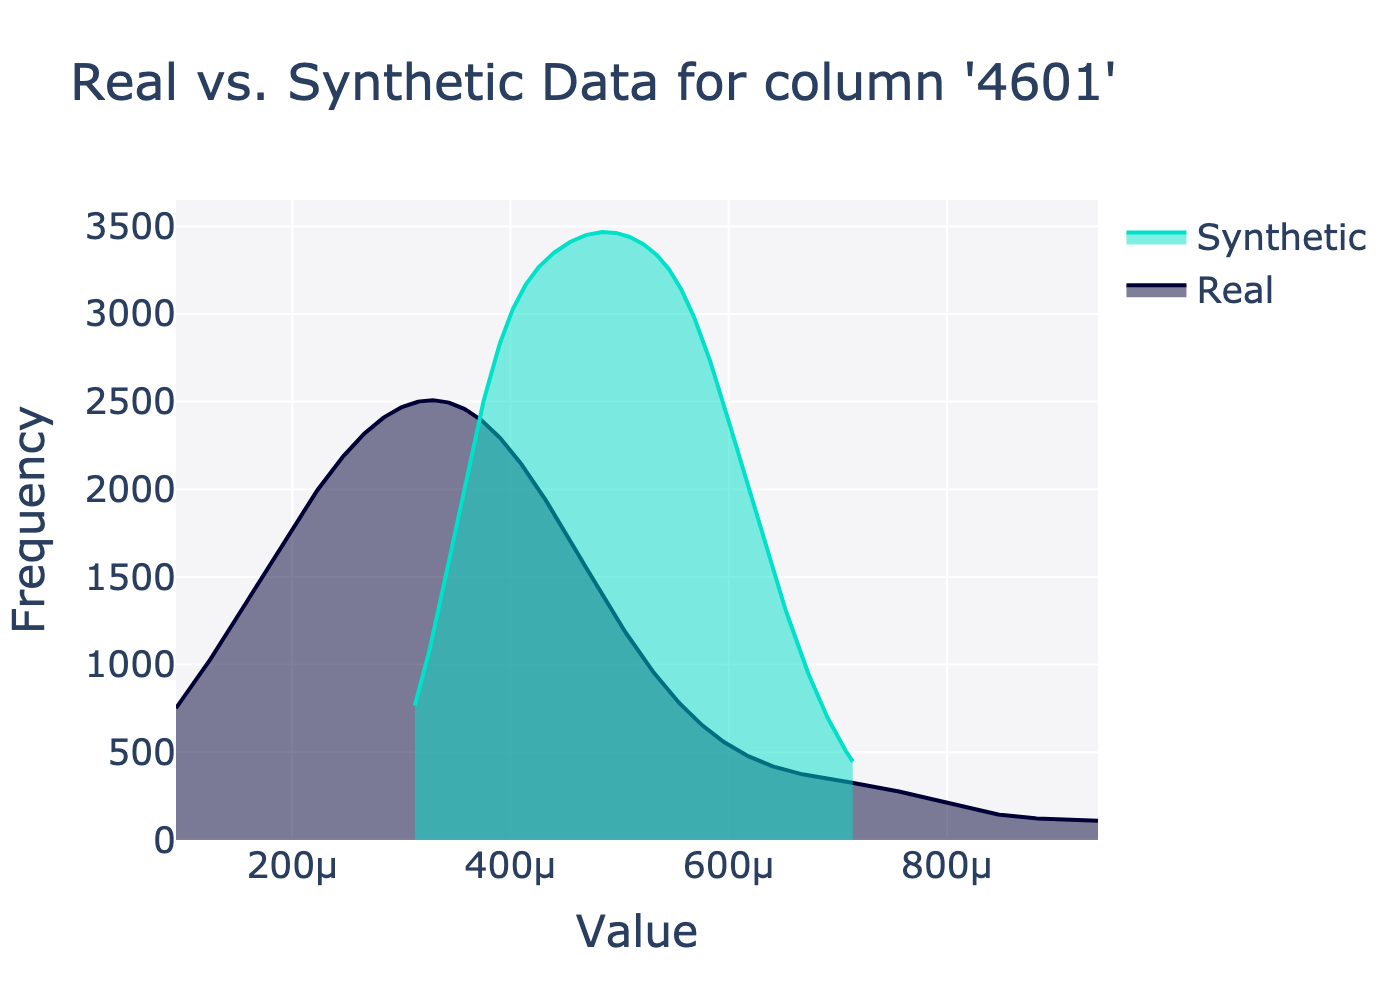 Real vs. Synthetic Data for column '4601'
Synthetic
Real
Frequency
3500
3000
2500
2000
1500
1000
500
0
200μ 400μ 600μ 800μ
Value